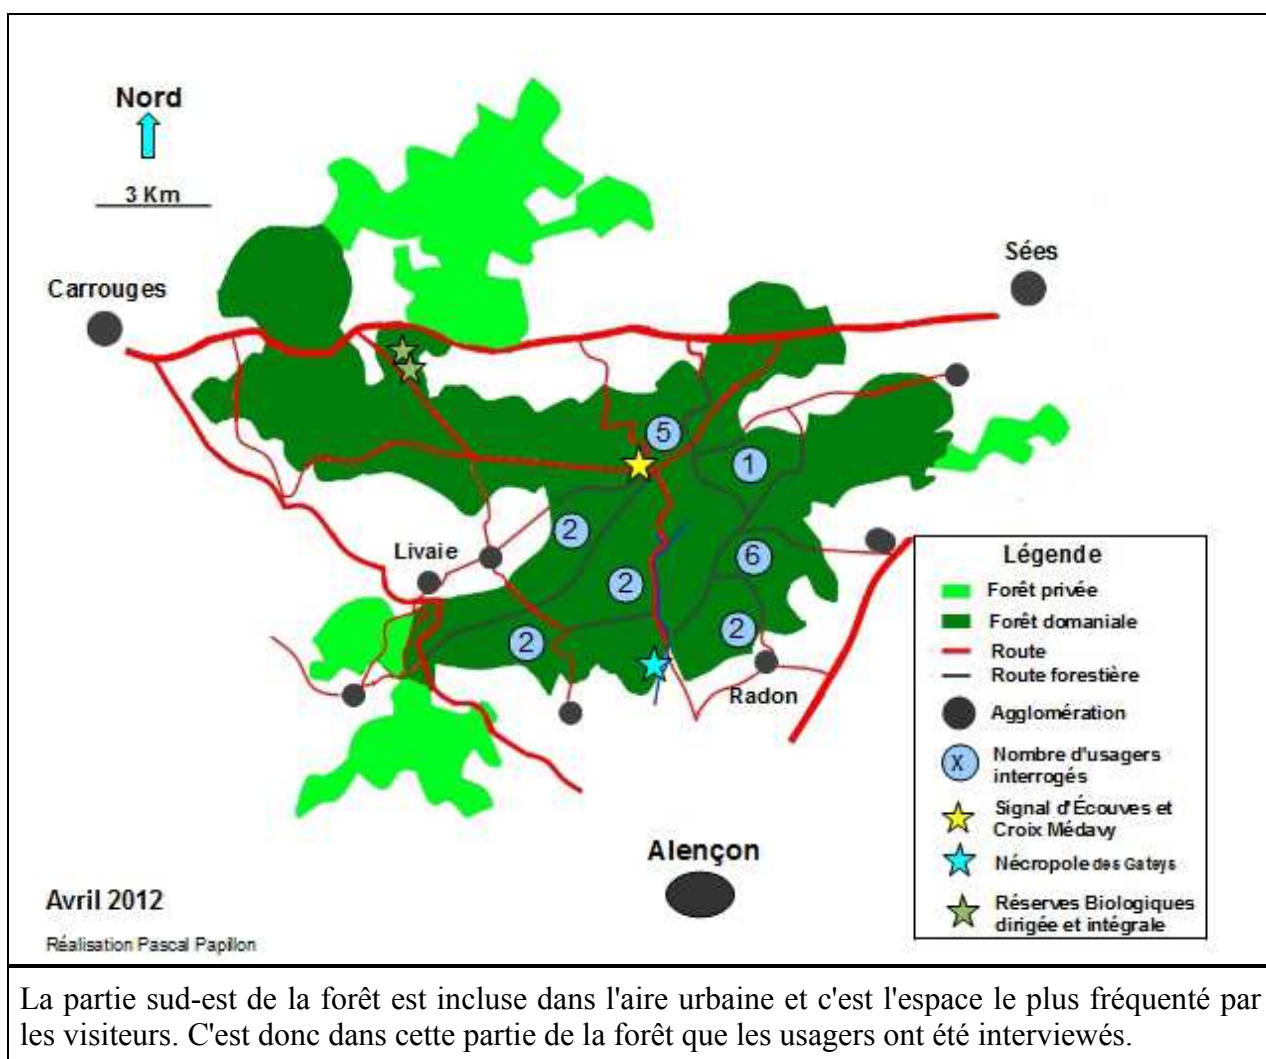 Nord
3 Km
Sées
Carrouges
5
1
2
Livaie
6
2
2
2
Radon
Alençon
Légende
Forêt privée
Forêt domaniale
Route
Route forestière
Agglomération
X
Nombre d'usagers
interrogés
Signal d'Écouves et
Croix Médavy
Nécropole des Gateys
Réserves Biologiques
dirigée et intégrale
Avril 2012
Réalisation Pascal Papillon
La partie sud-est de la forêt est incluse dans l'aire urbaine et c'est l'espace le plus fréquenté par
les visiteurs. C'est donc dans cette partie de la forêt que les usagers ont été interviewés.